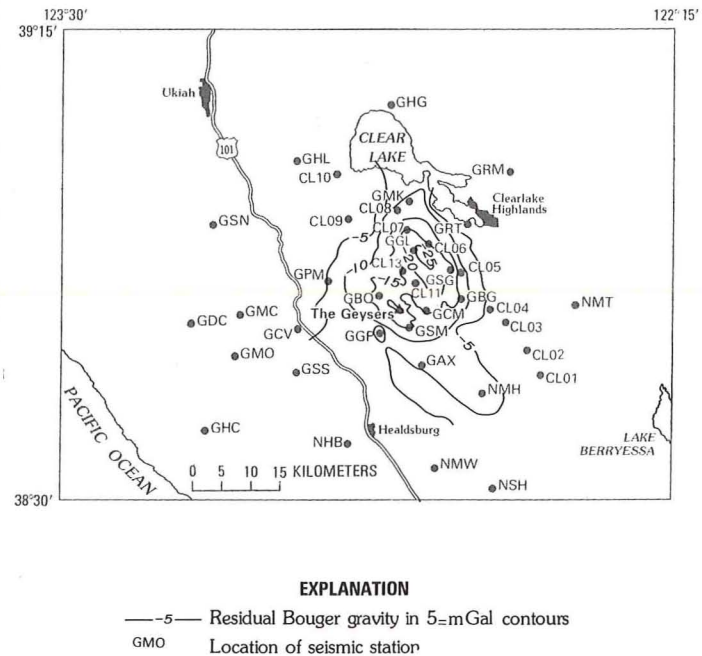 123°30'
122°15'
39°15'
Ukiah
GHG
CLEAR
LAKE
101
GHL
CL10
GRM
GMK
CL08
Clearlake
Highlands
GSN
CL09
CL07
GRT
-5
GGL
CL06
25
-10
-20
CL13
CL05
GPM
-15
GSG
GBO
CL11
GBG
CL04
NMT
The Geysers
GCM
GMC
GDC
GCV
GGP
GSM
CL03
-5
GMO
CL02
GAX
GSS
CL01
NMH
PACIFIC OCEAN
GHC
Healdsburg
NHB
LAKE
BERRYESSA
0 5 10 15 KILOMETERS
NMW
NSH
38°30'
EXPLANATION
-5 Residual Bouger gravity in 5=mGal contours
GMO Location of seismic station